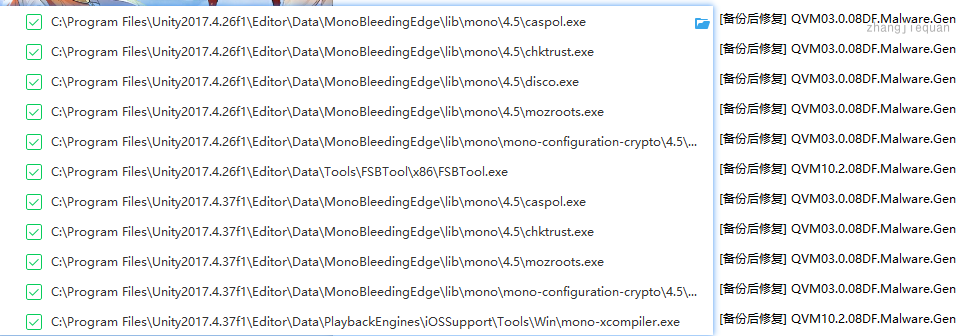 C:\Program Files\Unity2017.4.26f1\Editor\Data\MonoBleedingEdge\lib\mono\4.5\caspol.exe [备份后修复] QVM03.0.08DF.Malware.Gen
zhangjiequan
C:\Program Files\Unity2017.4.26f1\Editor\Data\MonoBleedingEdge\lib\mono\4.5\chktrust.exe [备份后修复] QVM03.0.08DF.Malware.Gen
C:\Program Files\Unity2017.4.26f1\Editor\Data\MonoBleedingEdge\lib\mono\4.5\disco.exe [备份后修复] QVM03.0.08DF.Malware.Gen
C:\Program Files\Unity2017.4.26f1\Editor\Data\MonoBleedingEdge\lib\mono\4.5\mozroots.exe [备份后修复] QVM03.0.08DF.Malware.Gen
C:\Program Files\Unity2017.4.26f1\Editor\Data\MonoBleedingEdge\lib\mono\mono-configuration-crypto\4.5\... [备份后修复] QVM03.0.08DF.Malware.Gen
C:\Program Files\Unity2017.4.26f1\Editor\Data\Tools\FSBTool\x86\FSBTool.exe [备份后修复] QVM10.2.08DF.Malware.Gen
C:\Program Files\Unity2017.4.37f1\Editor\Data\MonoBleedingEdge\lib\mono\4.5\caspol.exe [备份后修复] QVM03.0.08DF.Malware.Gen
C:\Program Files\Unity2017.4.37f1\Editor\Data\MonoBleedingEdge\lib\mono\4.5\chktrust.exe [备份后修复] QVM03.0.08DF.Malware.Gen
C:\Program Files\Unity2017.4.37f1\Editor\Data\MonoBleedingEdge\lib\mono\4.5\mozroots.exe [备份后修复] QVM03.0.08DF.Malware.Gen
C:\Program Files\Unity2017.4.37f1\Editor\Data\MonoBleedingEdge\lib\mono\mono-configuration-crypto\4.5\... [备份后修复] QVM03.0.08DF.Malware.Gen
C:\Program Files\Unity2017.4.37f1\Editor\Data\PlaybackEngines\iOSSupport\Tools\Win\mono-xcompiler.exe [备份后修复] QVM10.2.08DF.Malware.Gen